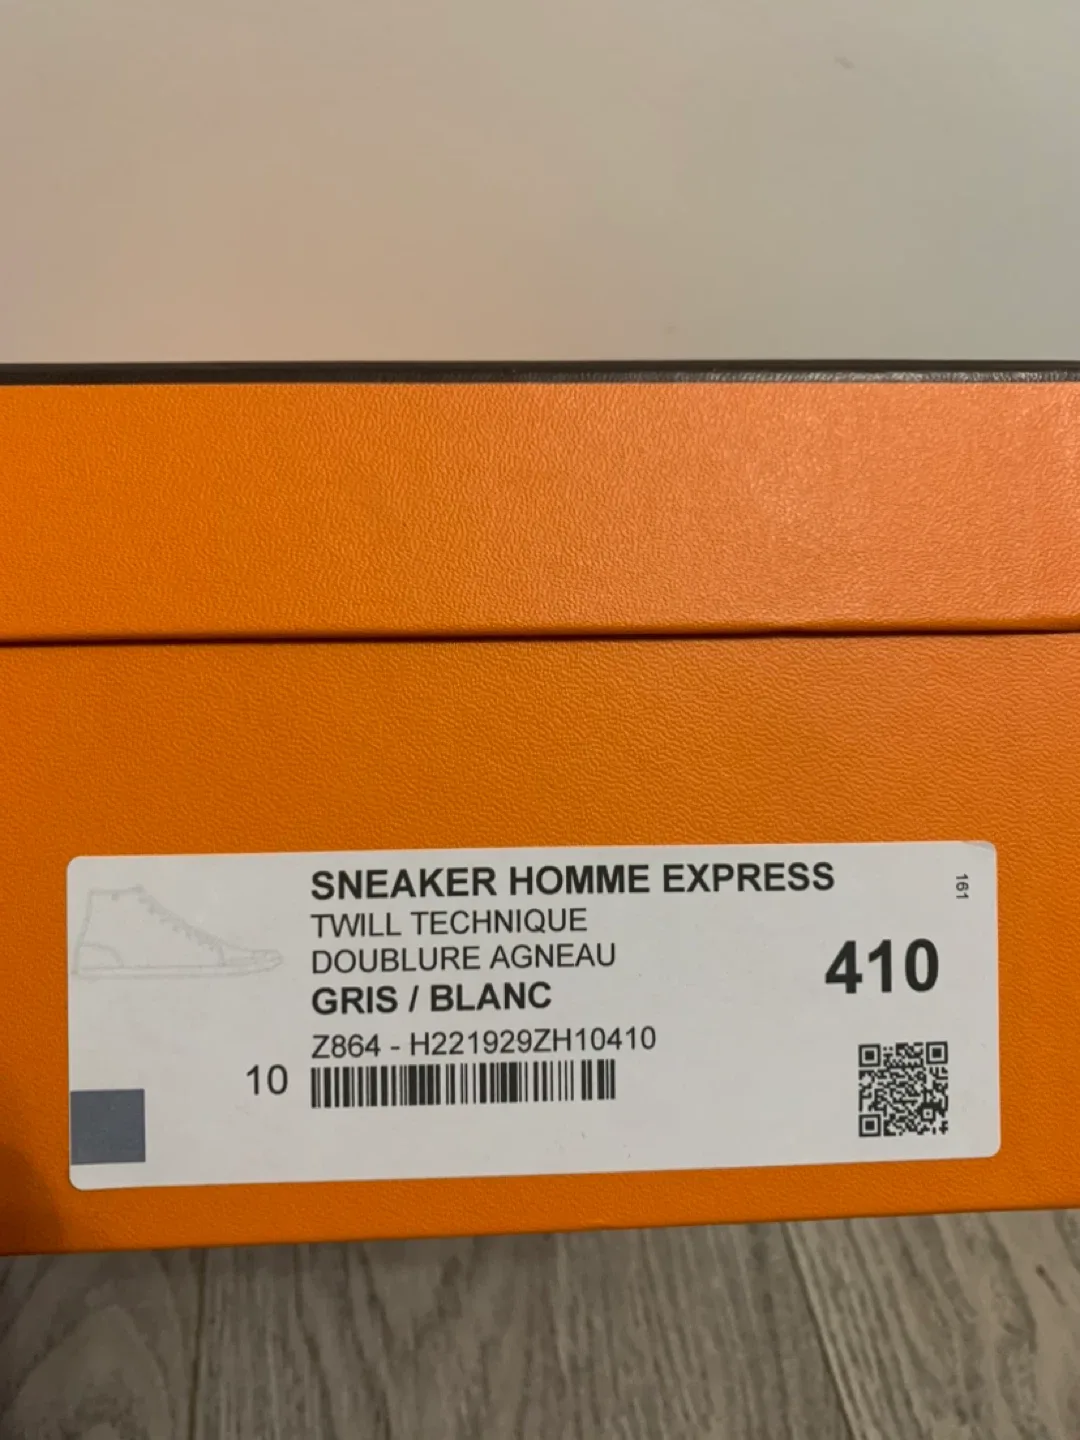 SNEAKER HOMME EXPRESS
TWILL TECHNIQUE
DOUBLURE AGNEAU
GRIS / BLANC
Z864 - H221929ZH10410
10
410
161